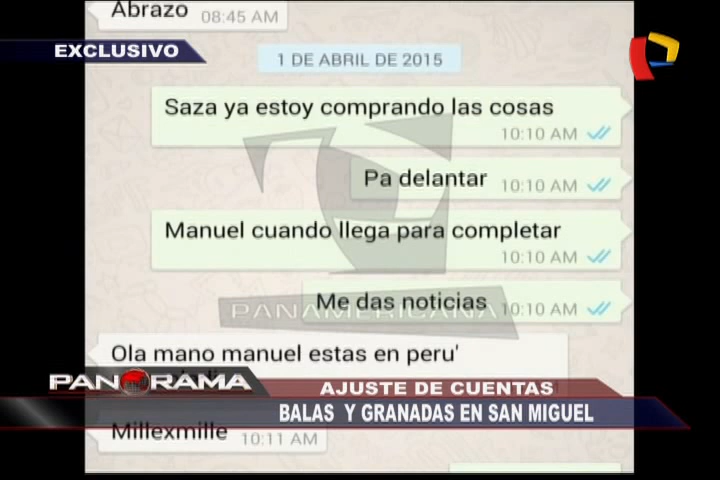 Abrazo
08:45 AM
EXCLUSIVO
1 DE ABRIL DE 2015
Saza ya estoy comprando las cosas
10:10 AM
Pa delantar
10:10 AM
Manuel cuando llega para completar
10:10 AM
Me das noticias
10:10 AM
PANAMERICANA
Ola mano manuel estas en peru'
PANORAMA
AJUSTE DE CUENTAS
BALAS Y GRANADAS EN SAN MIGUEL
Millexmille
10:11 AM